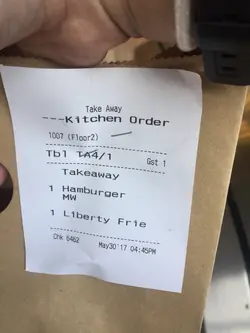 Take Away
---Kitchen Order
1007 (Floor2)
Tbl TA4/1 Gst 1
Takeaway
1 Hamburger
MW
1 Liberty Frie
Chk 6462 May30'17 04:45PM